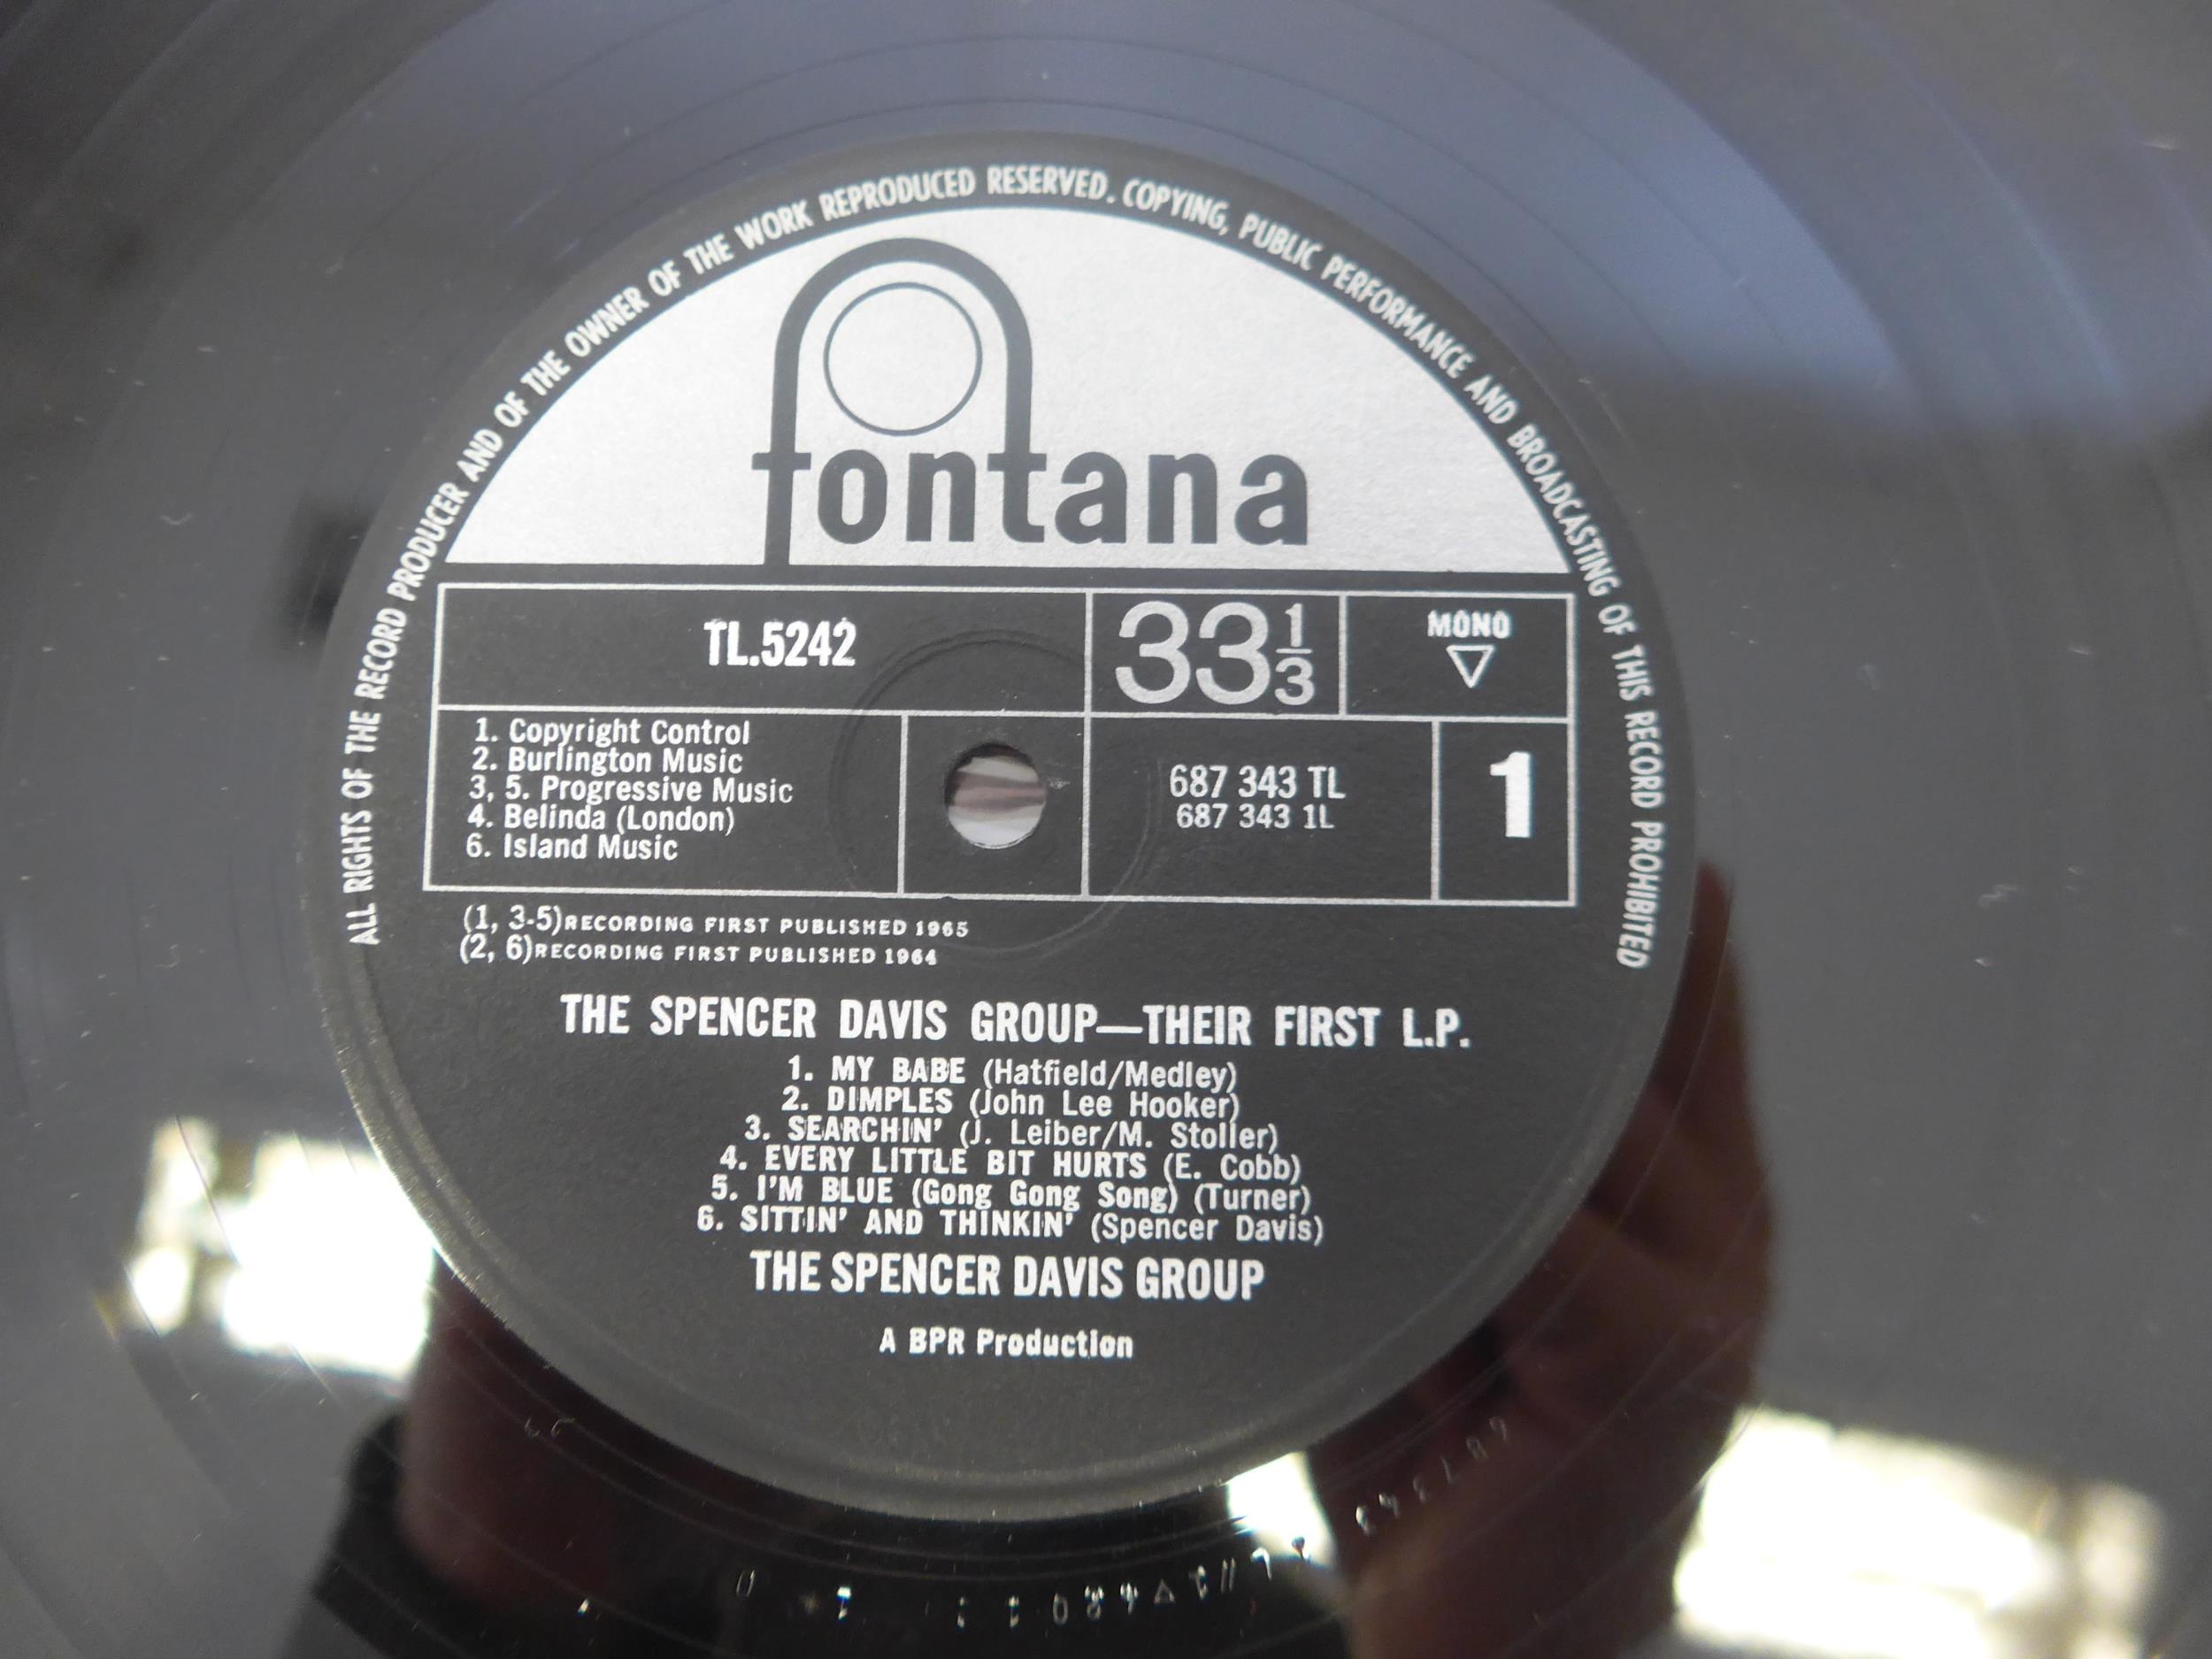 ALL RIGHTS OF THE RECORD PRODUCER AND OF THE OWNER OF THE WORK REPRODUCED RESERVED. COPYING, PUBLIC PERFORMANCE AND BROADCASTING OF THIS RECORD PROHIBITED
fontana
TL.5242
33 1/3
MONO
1. Copyright Control
2. Burlington Music
3, 5. Progressive Music
4. Belinda (London)
6. Island Music
687 343 TL
687 343 1L
1
(1, 3-5)RECORDING FIRST PUBLISHED 1965
(2, 6)RECORDING FIRST PUBLISHED 1964
THE SPENCER DAVIS GROUP—THEIR FIRST L.P.
1. MY BABE (Hatfield/Medley)
2. DIMPLES (John Lee Hooker)
3. SEARCHIN' (J. Leiber/M. Stoller)
4. EVERY LITTLE BIT HURTS (E. Cobb)
5. I'M BLUE (Gong Gong Song) (Turner)
6. SITTIN' AND THINKIN' (Spencer Davis)
THE SPENCER DAVIS GROUP
A BPR Production